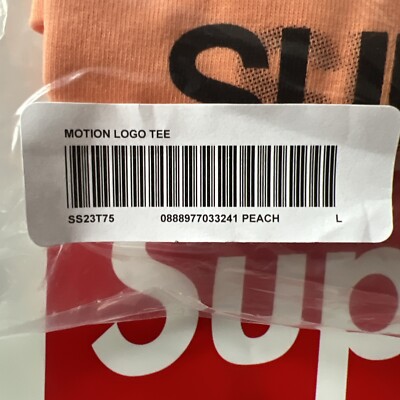 SU
MOTION LOGO TEE
SS23T75 0888977033241 PEACH L
Sup